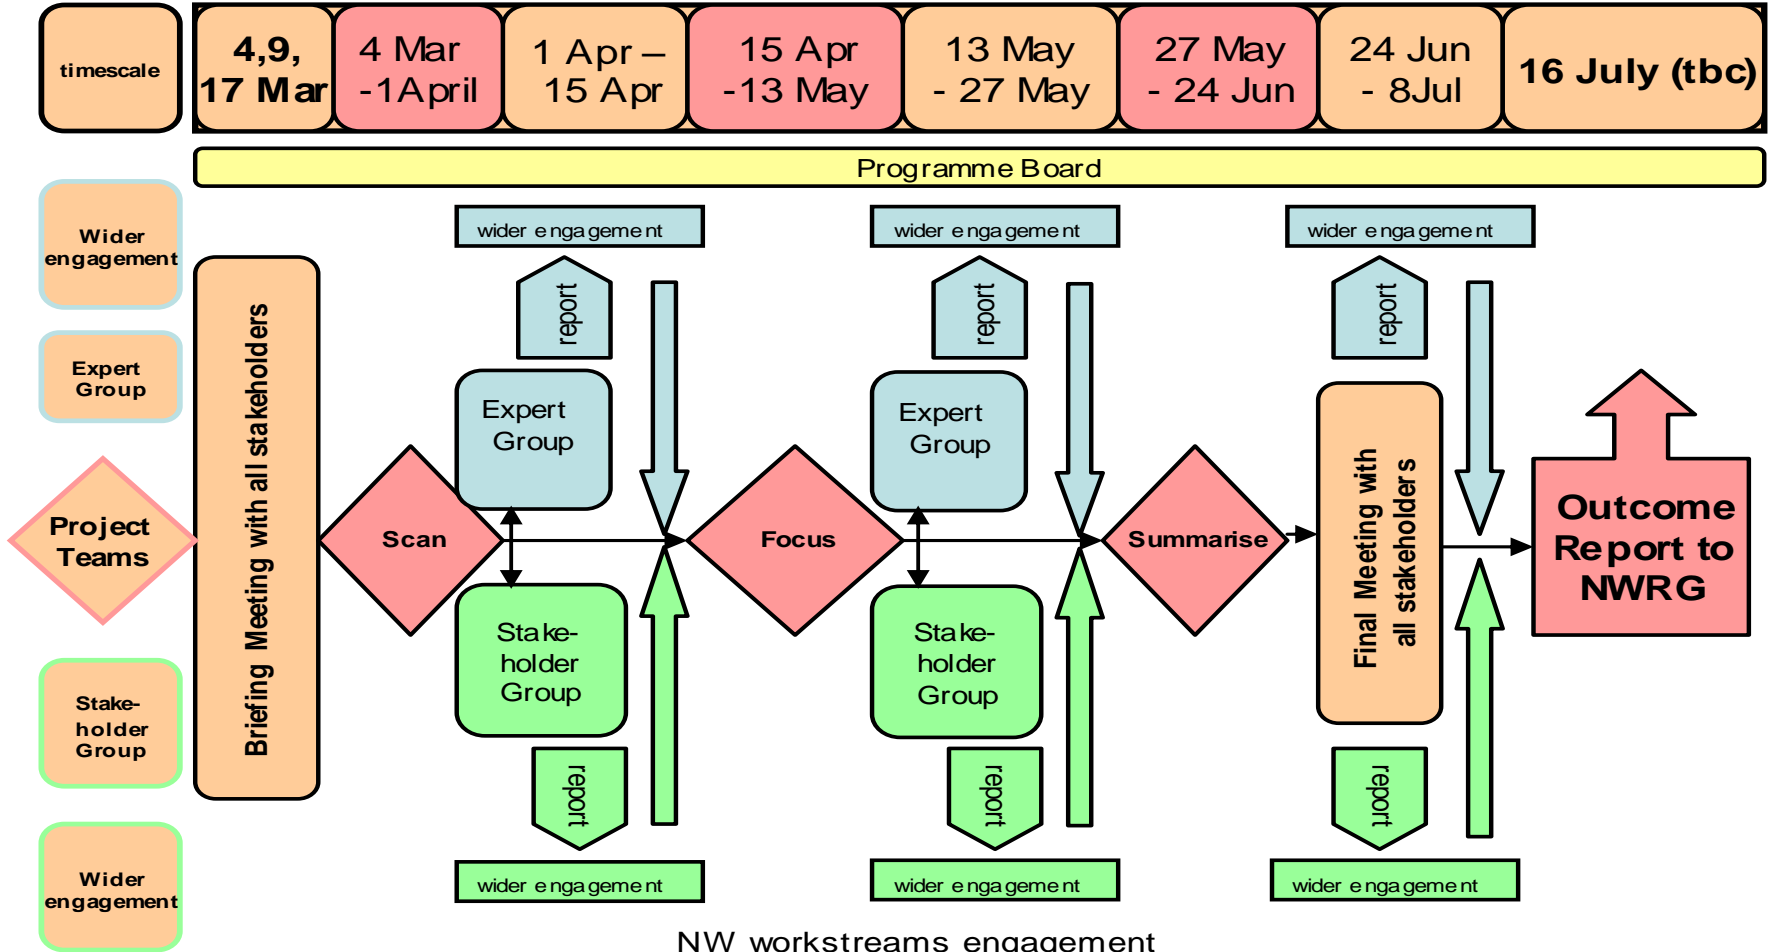 timescale
4,9,
17 Mar
4 Mar
-1April
1 Apr –
15 Apr
15 Apr
-13 May
13 May
- 27 May
27 May
- 24 Jun
24 Jun
- 8Jul
16 July (tbc)
Programme Board
Wider
engagement
Expert
Group
Project
Teams
Stake-
holder
Group
Wider
engagement
Briefing Meeting with all stakeholders
Scan
wider engagement
report
Expert
Group
Stake-
holder
Group
report
wider engagement
Focus
wider engagement
report
Expert
Group
Stake-
holder
Group
report
wider engagement
Summarise
wider engagement
report
Final Meeting with
all stakeholders
report
wider engagement
Outcome
Report to
NWRG
NW workstreams engagement